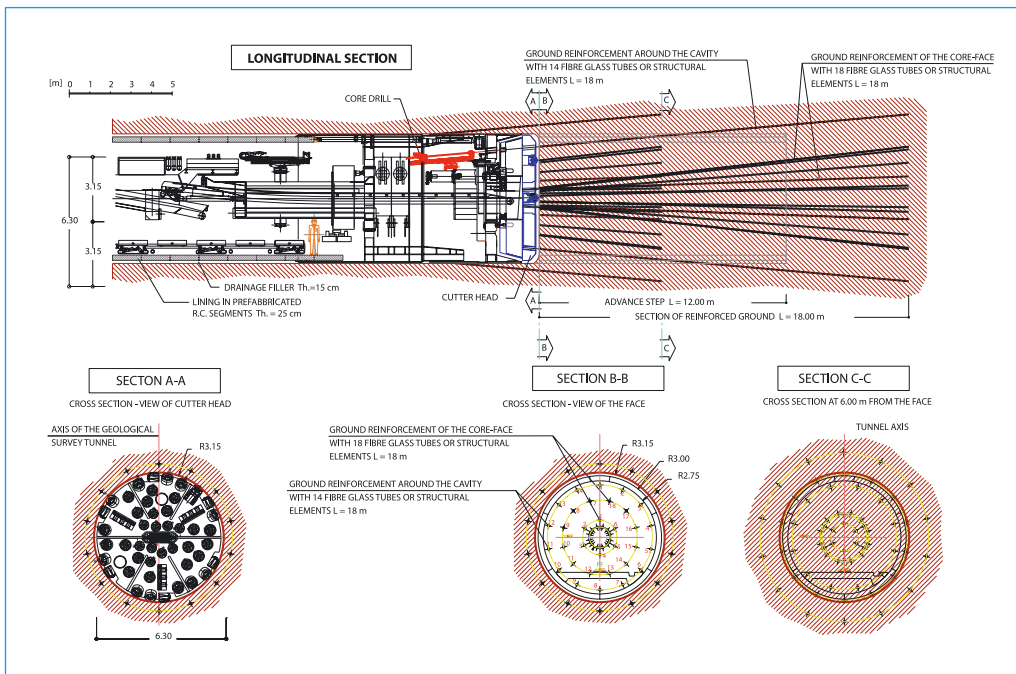 LONGITUDINAL SECTION
[m] 0 1 2 3 4 5
CORE DRILL
GROUND REINFORCEMENT AROUND THE CAVITY
WITH 14 FIBRE GLASS TUBES OR STRUCTURAL
ELEMENTS L = 18 m
GROUND REINFORCEMENT OF THE CORE-FACE
WITH 18 FIBRE GLASS TUBES OR STRUCTURAL
ELEMENTS L = 18 m
A B C
3.15
6.30
3.15
DRAINAGE FILLER Th.=15 cm
LINING IN PREFABBRICATED
R.C. SEGMENTS Th. = 25 cm
CUTTER HEAD
A
ADVANCE STEP L = 12.00 m
SECTION OF REINFORCED GROUND L = 18.00 m
B C
SECTON A-A
CROSS SECTION - VIEW OF CUTTER HEAD
AXIS OF THE GEOLOGICAL
SURVEY TUNNEL
R3.15
6.30
SECTION B-B
CROSS SECTION - VIEW OF THE FACE
GROUND REINFORCEMENT OF THE CORE-FACE
WITH 18 FIBRE GLASS TUBES OR STRUCTURAL
ELEMENTS L = 18 m
GROUND REINFORCEMENT AROUND THE CAVITY
WITH 14 FIBRE GLASS TUBES OR STRUCTURAL
ELEMENTS L = 18 m
R3.15
R3.00
R2.75
SECTION C-C
CROSS SECTION AT 6.00 m FROM THE FACE
TUNNEL AXIS